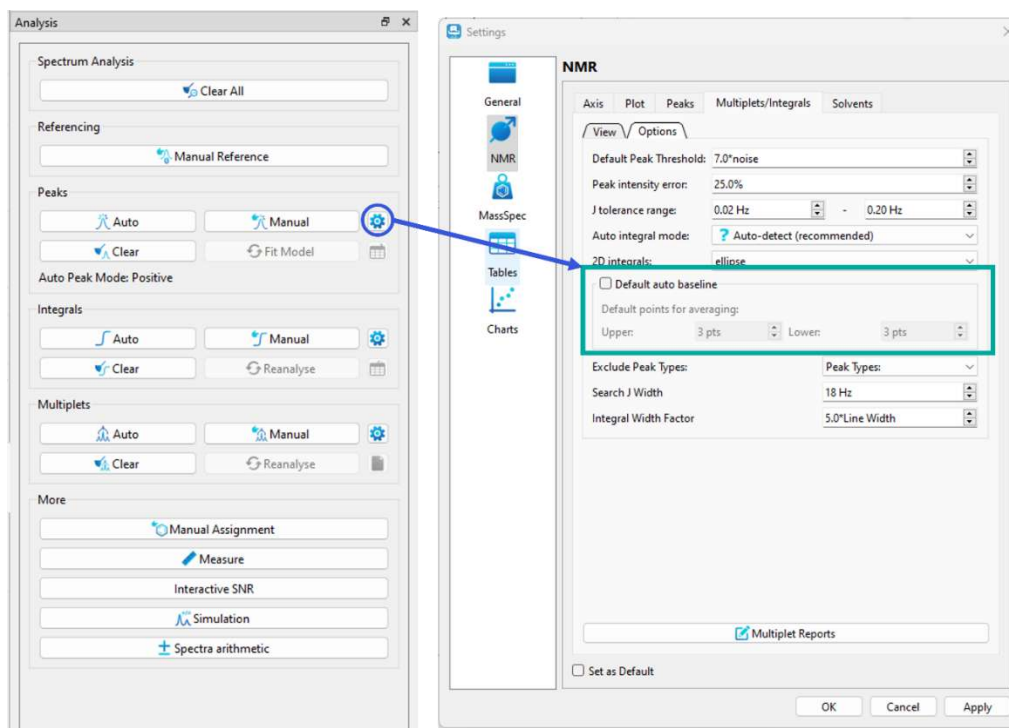 Analysis
Spectrum Analysis
Clear All
Referencing
Manual Reference
Peaks
Auto Manual
Clear Fit Model
Auto Peak Mode: Positive
Integrals
Auto Manual
Clear Reanalyse
Multiplets
Auto Manual
Clear Reanalyse
More
Manual Assignment
Measure
Interactive SNR
Simulation
Spectra arithmetic
Settings
General
NMR
MassSpec
Tables
Charts
NMR
Axis Plot Peaks Multiplets/Integrals Solvents
View Options
Default Peak Threshold: 7.0*noise
Peak intensity error: 25.0%
J tolerance range: 0.02 Hz - 0.20 Hz
Auto integral mode: ? Auto-detect (recommended)
2D integrals: ellipse
Default auto baseline
Default points for averaging:
Upper: 3 pts Lower: 3 pts
Exclude Peak Types: Peak Types:
Search J Width 18 Hz
Integral Width Factor 5.0*Line Width
Multiplet Reports
Set as Default
OK Cancel Apply